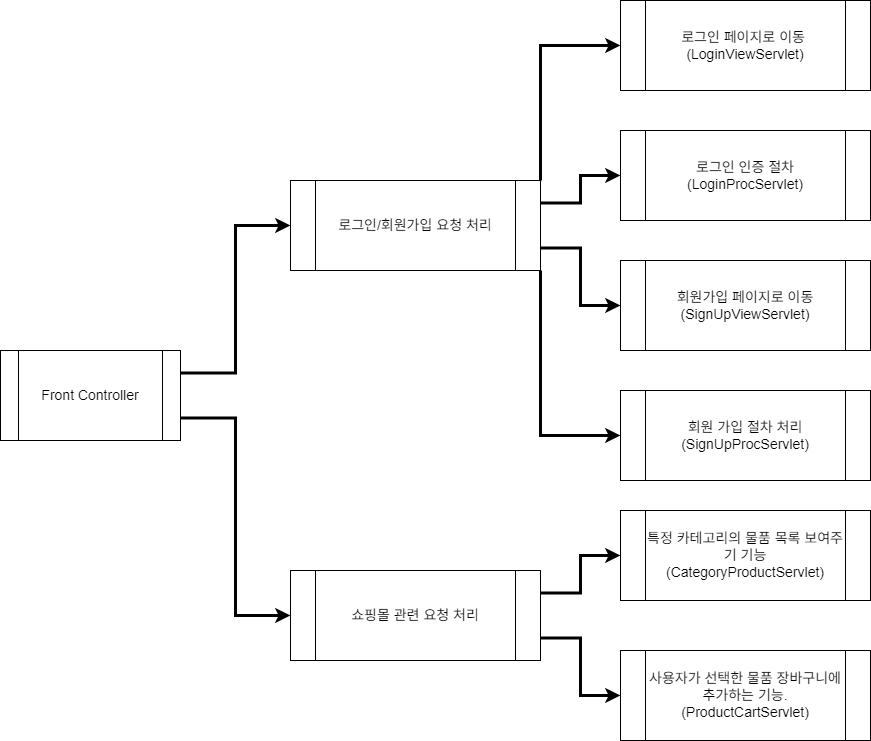 로그인 페이지로 이동
(LoginViewServlet)
로그인 인증 절차
(LoginProcServlet)
로그인/회원가입 요청 처리
회원가입 페이지로 이동
(SignUpViewServlet)
Front Controller
회원 가입 절차 처리
(SignUpProcServlet)
특정 카테고리의 물품 목록 보여주
기 기능
(CategoryProductServlet)
쇼핑몰 관련 요청 처리
사용자가 선택한 물품 장바구니에
추가하는 기능.
(ProductCartServlet)